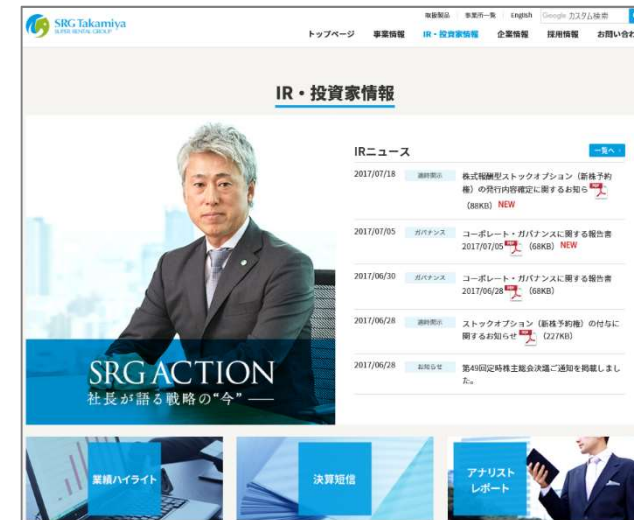 SRG Takamiya
SUPER RENTAL GROUP
取扱製品 事業所一覧 English Google カスタム検索
トップページ 事業情報 IR・投資家情報 企業情報 採用情報 お問い合わ
IR・投資家情報
IRニュース 一覧へ
2017/07/18 適時開示 株式報酬型ストックオプション（新株予約
権）の発行内容確定に関するお知ら
（88KB） NEW
2017/07/05 ガバナンス コーポレート・ガバナンスに関する報告書
2017/07/05 （68KB） NEW
2017/06/30 ガバナンス コーポレート・ガバナンスに関する報告書
2017/06/28 （68KB）
2017/06/28 適時開示 ストックオプション（新株予約権）の付与に
関するお知らせ （227KB）
2017/06/28 お知らせ 第49回定時株主総会決議ご通知を掲載しまし
た。
SRG ACTION
社長が語る戦略の“今”──
業績ハイライト
決算短信
アナリスト
レポート